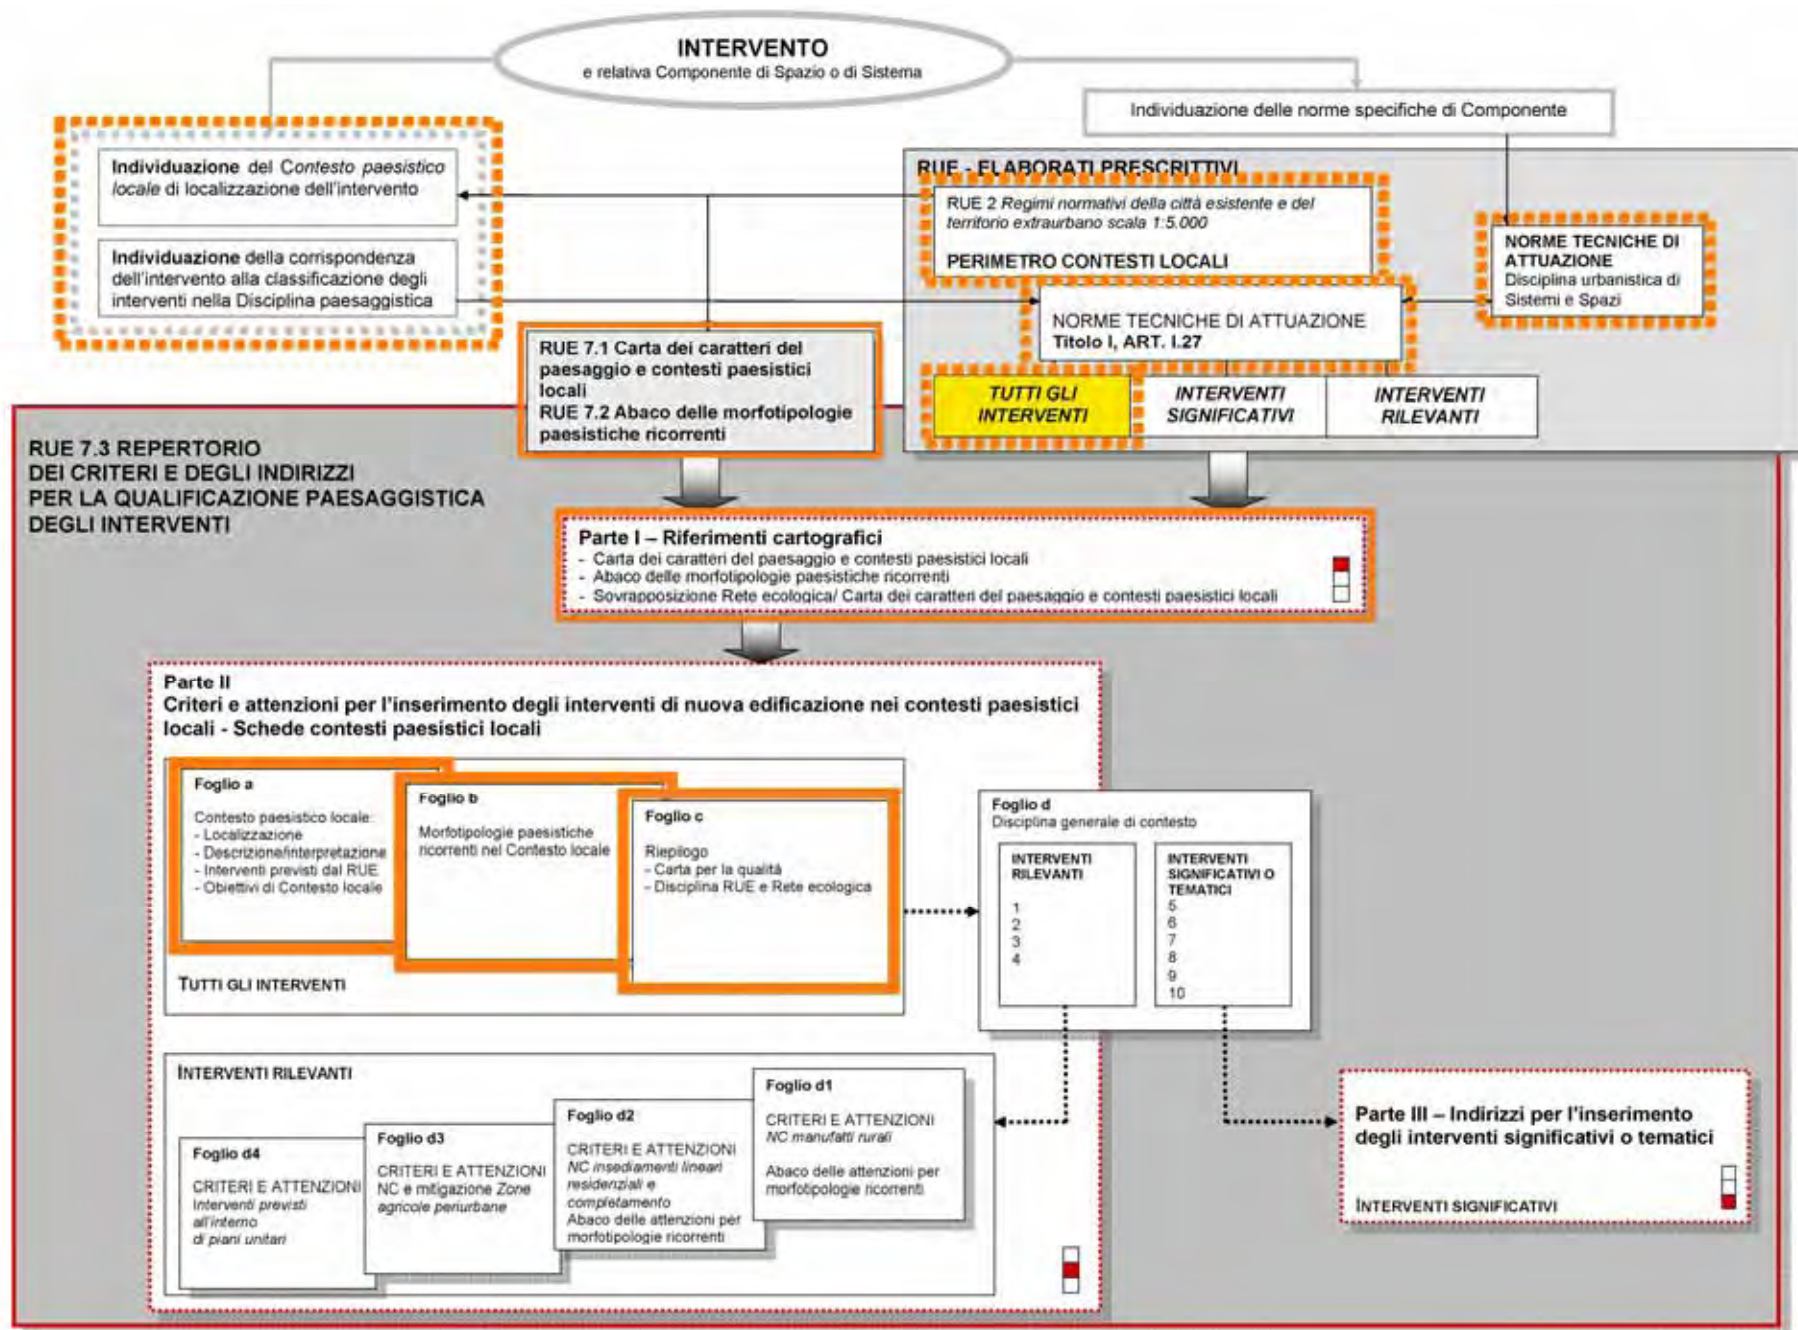 INTERVENTO
e relativa Componente di Spazio o di Sistema
Individuazione delle norme specifiche di Componente
Individuazione del Contesto paesistico
locale di localizzazione dell'intervento
Individuazione della corrispondenza
dell'intervento alla classificazione degli
interventi nella Disciplina paesaggistica
RUE - ELABORATI PRESCRITTIVI
RUE 2 Regimi normativi della città esistente e del
territorio extraurbano scala 1:5.000
PERIMETRO CONTESTI LOCALI
NORME TECNICHE DI
ATTUAZIONE
Disciplina urbanistica di
Sistemi e Spazi
NORME TECNICHE DI ATTUAZIONE
Titolo I, ART. I.27
TUTTI GLI
INTERVENTI
INTERVENTI
SIGNIFICATIVI
INTERVENTI
RILEVANTI
RUE 7.1 Carta dei caratteri del
paesaggio e contesti paesistici
locali
RUE 7.2 Abaco delle morfotipologie
paesistiche ricorrenti
RUE 7.3 REPERTORIO
DEI CRITERI E DEGLI INDIRIZZI
PER LA QUALIFICAZIONE PAESAGGISTICA
DEGLI INTERVENTI
Parte I – Riferimenti cartografici
- Carta dei caratteri del paesaggio e contesti paesistici locali
- Abaco delle morfotipologie paesistiche ricorrenti
- Sovrapposizione Rete ecologica/ Carta dei caratteri del paesaggio e contesti paesistici locali
Parte II
Criteri e attenzioni per l'inserimento degli interventi di nuova edificazione nei contesti paesistici
locali - Schede contesti paesistici locali
Foglio a
Contesto paesistico locale:
- Localizzazione
- Descrizione/interpretazione
- Interventi previsti dal RUE
- Obiettivi di Contesto locale
Foglio b
Morfotipologie paesistiche
ricorrenti nel Contesto locale
Foglio c
Riepilogo
- Carta per la qualità
- Disciplina RUE e Rete ecologica
TUTTI GLI INTERVENTI
Foglio d
Disciplina generale di contesto
INTERVENTI
RILEVANTI
1
2
3
4
INTERVENTI
SIGNIFICATIVI O
TEMATICI
5
6
7
8
9
10
INTERVENTI RILEVANTI
Foglio d4
CRITERI E ATTENZIONI
Interventi previsti
all'interno
di piani unitari
Foglio d3
CRITERI E ATTENZIONI
NC e mitigazione Zone
agricole periurbane
Foglio d2
CRITERI E ATTENZIONI
NC insediamenti lineari
residenziali e
completamento
Abaco delle attenzioni per
morfotipologie ricorrenti
Foglio d1
CRITERI E ATTENZIONI
NC manufatti rurali
Abaco delle attenzioni per
morfotipologie ricorrenti
Parte III – Indirizzi per l'inserimento
degli interventi significativi o tematici
INTERVENTI SIGNIFICATIVI